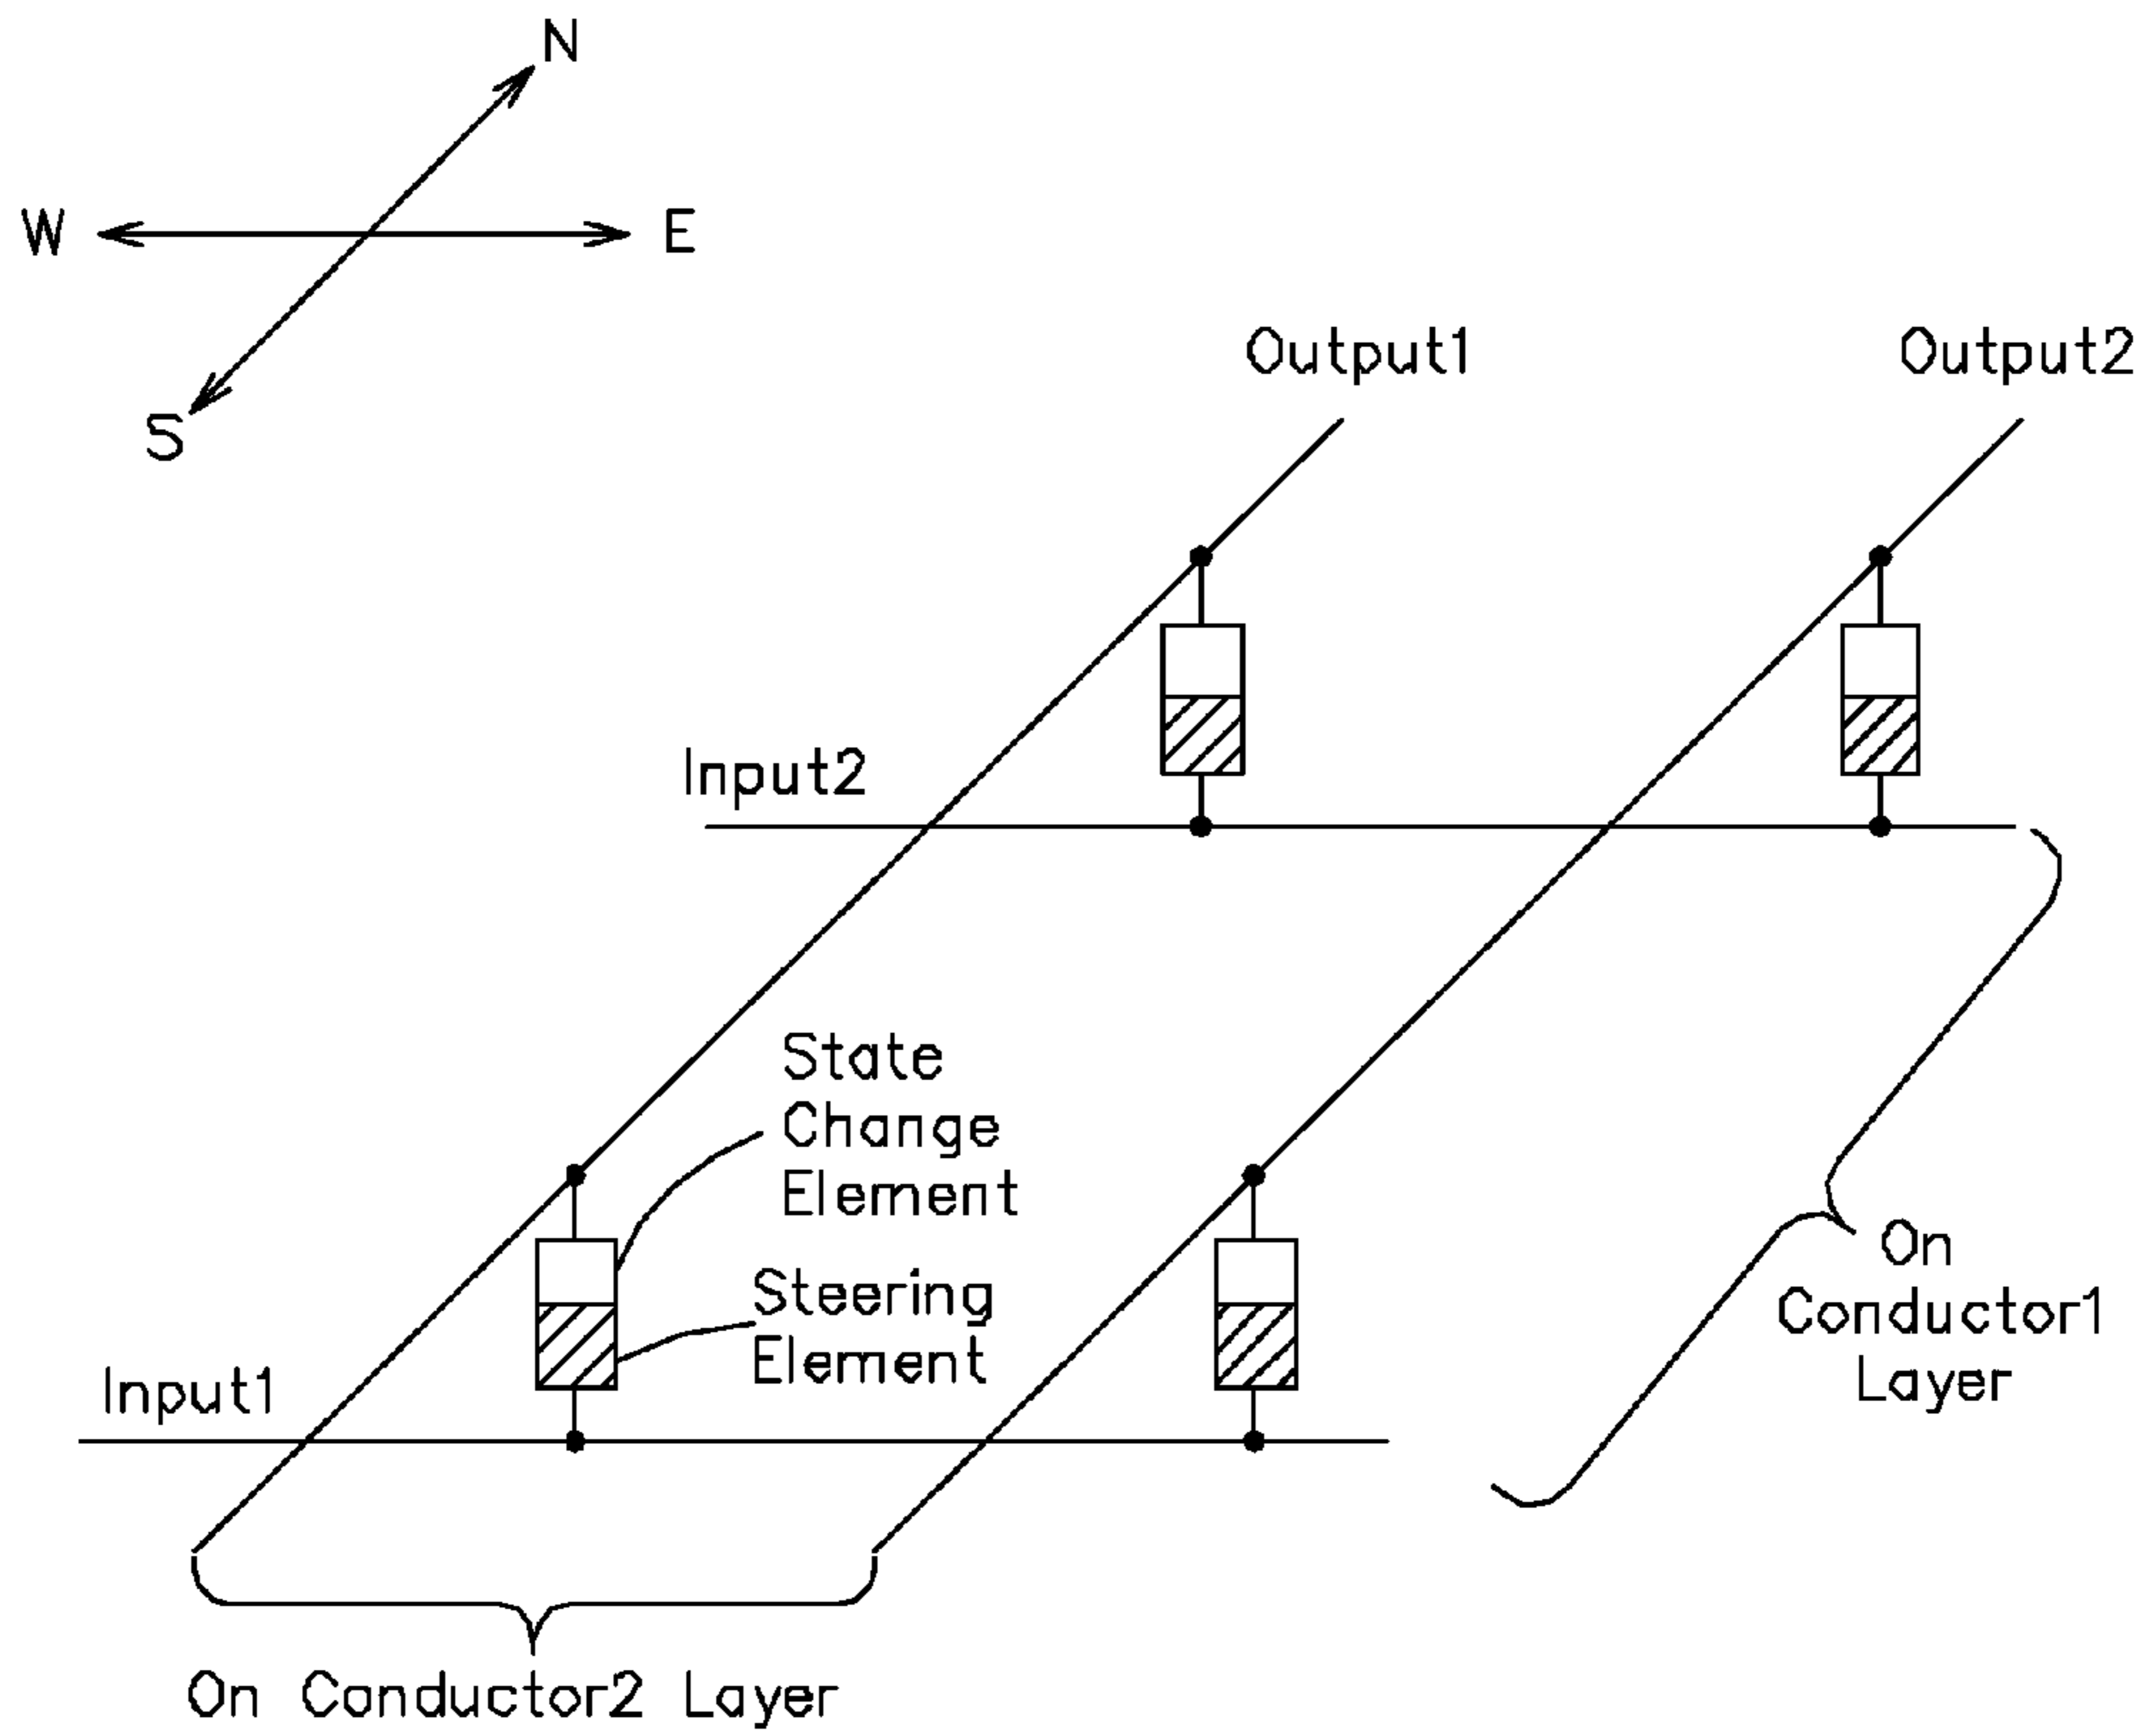 N
W
E
S
Output1
Output2
Input2
State
Change
Element
Steering
Element
Input1
On
Conductor1
Layer
On Conductor2 Layer